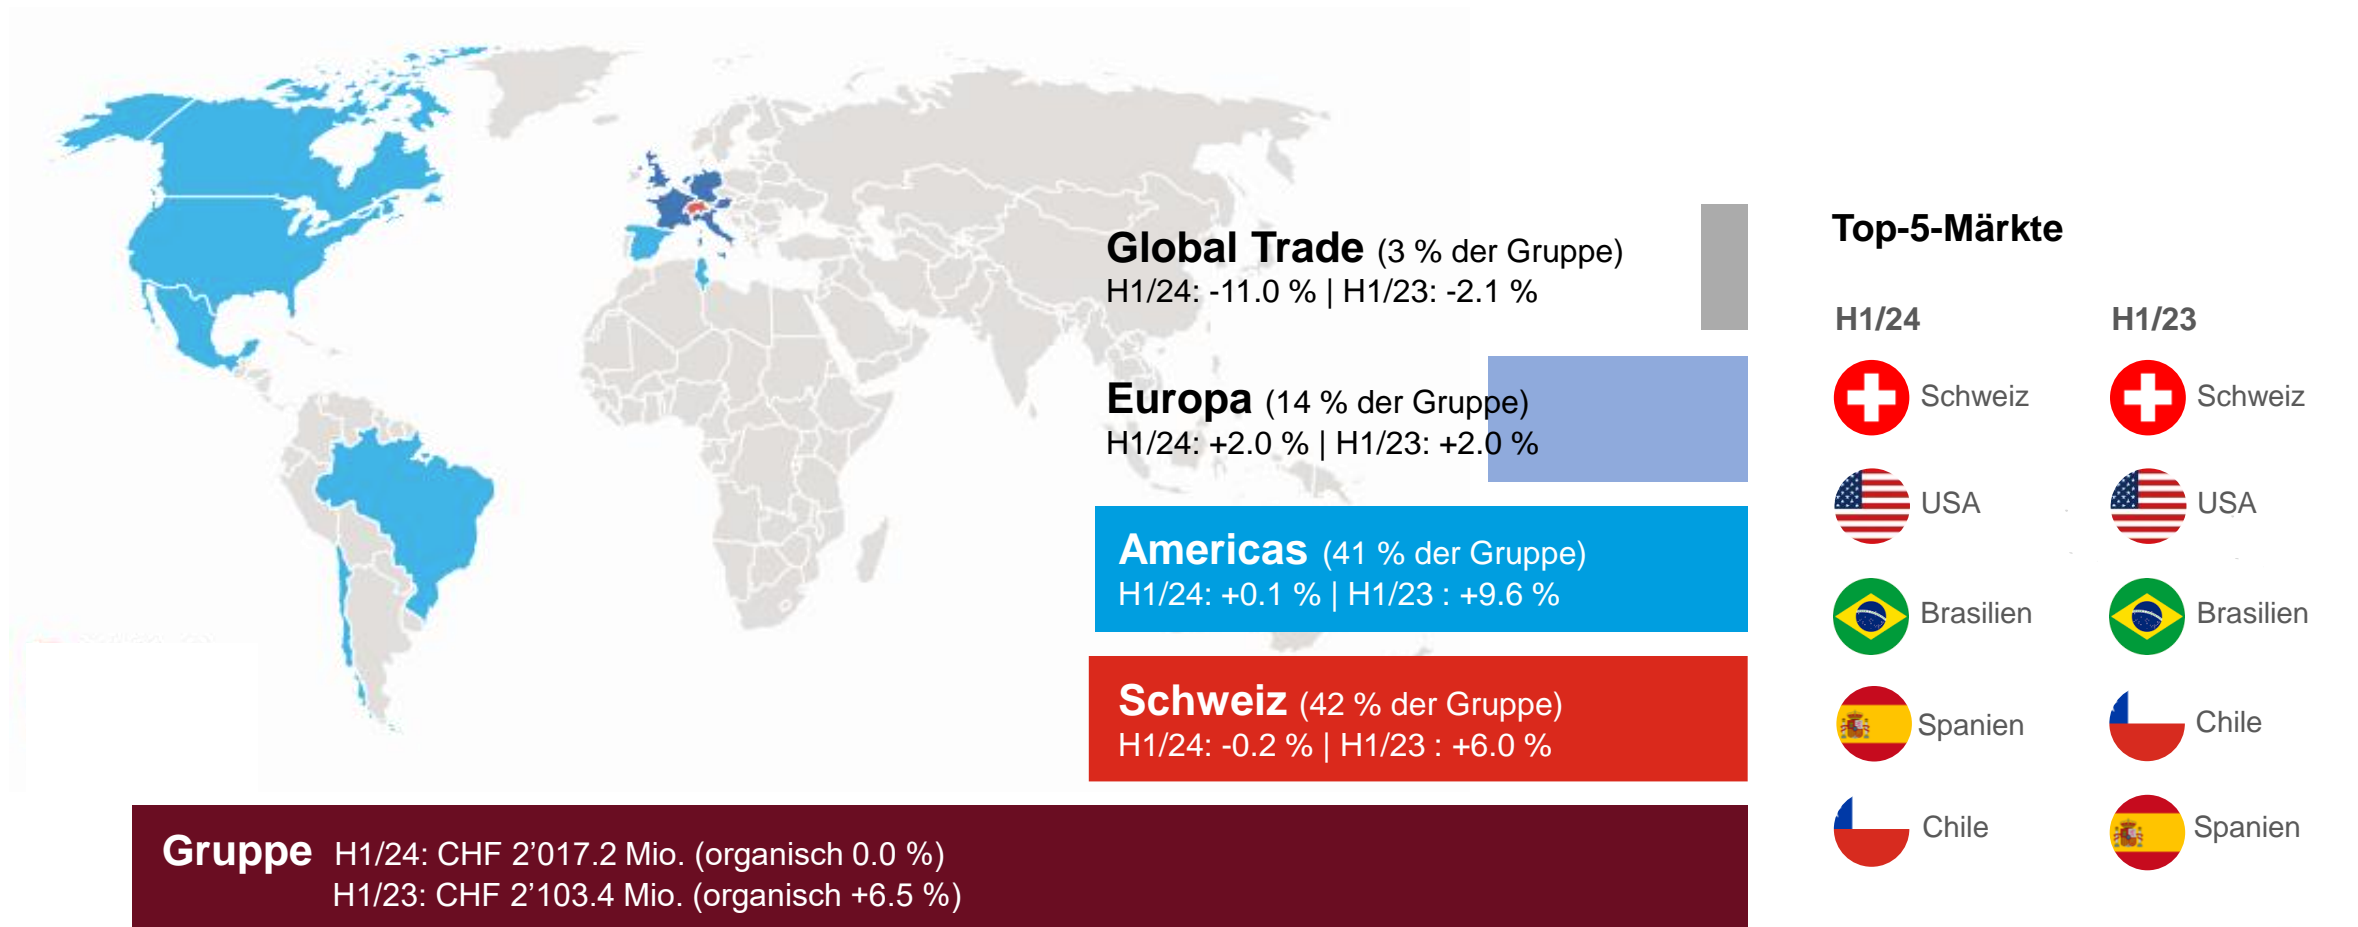 Global Trade (3 % der Gruppe)
H1/24: -11.0 % | H1/23: -2.1 %
Europa (14 % der Gruppe)
H1/24: +2.0 % | H1/23: +2.0 %
Americas (41 % der Gruppe)
H1/24: +0.1 % | H1/23 : +9.6 %
Schweiz (42 % der Gruppe)
H1/24: -0.2 % | H1/23 : +6.0 %
Gruppe H1/24: CHF 2’017.2 Mio. (organisch 0.0 %)
H1/23: CHF 2’103.4 Mio. (organisch +6.5 %)
Top-5-Märkte
H1/24 H1/23
Schweiz Schweiz
USA USA
Brasilien Brasilien
Spanien Chile
Chile Spanien